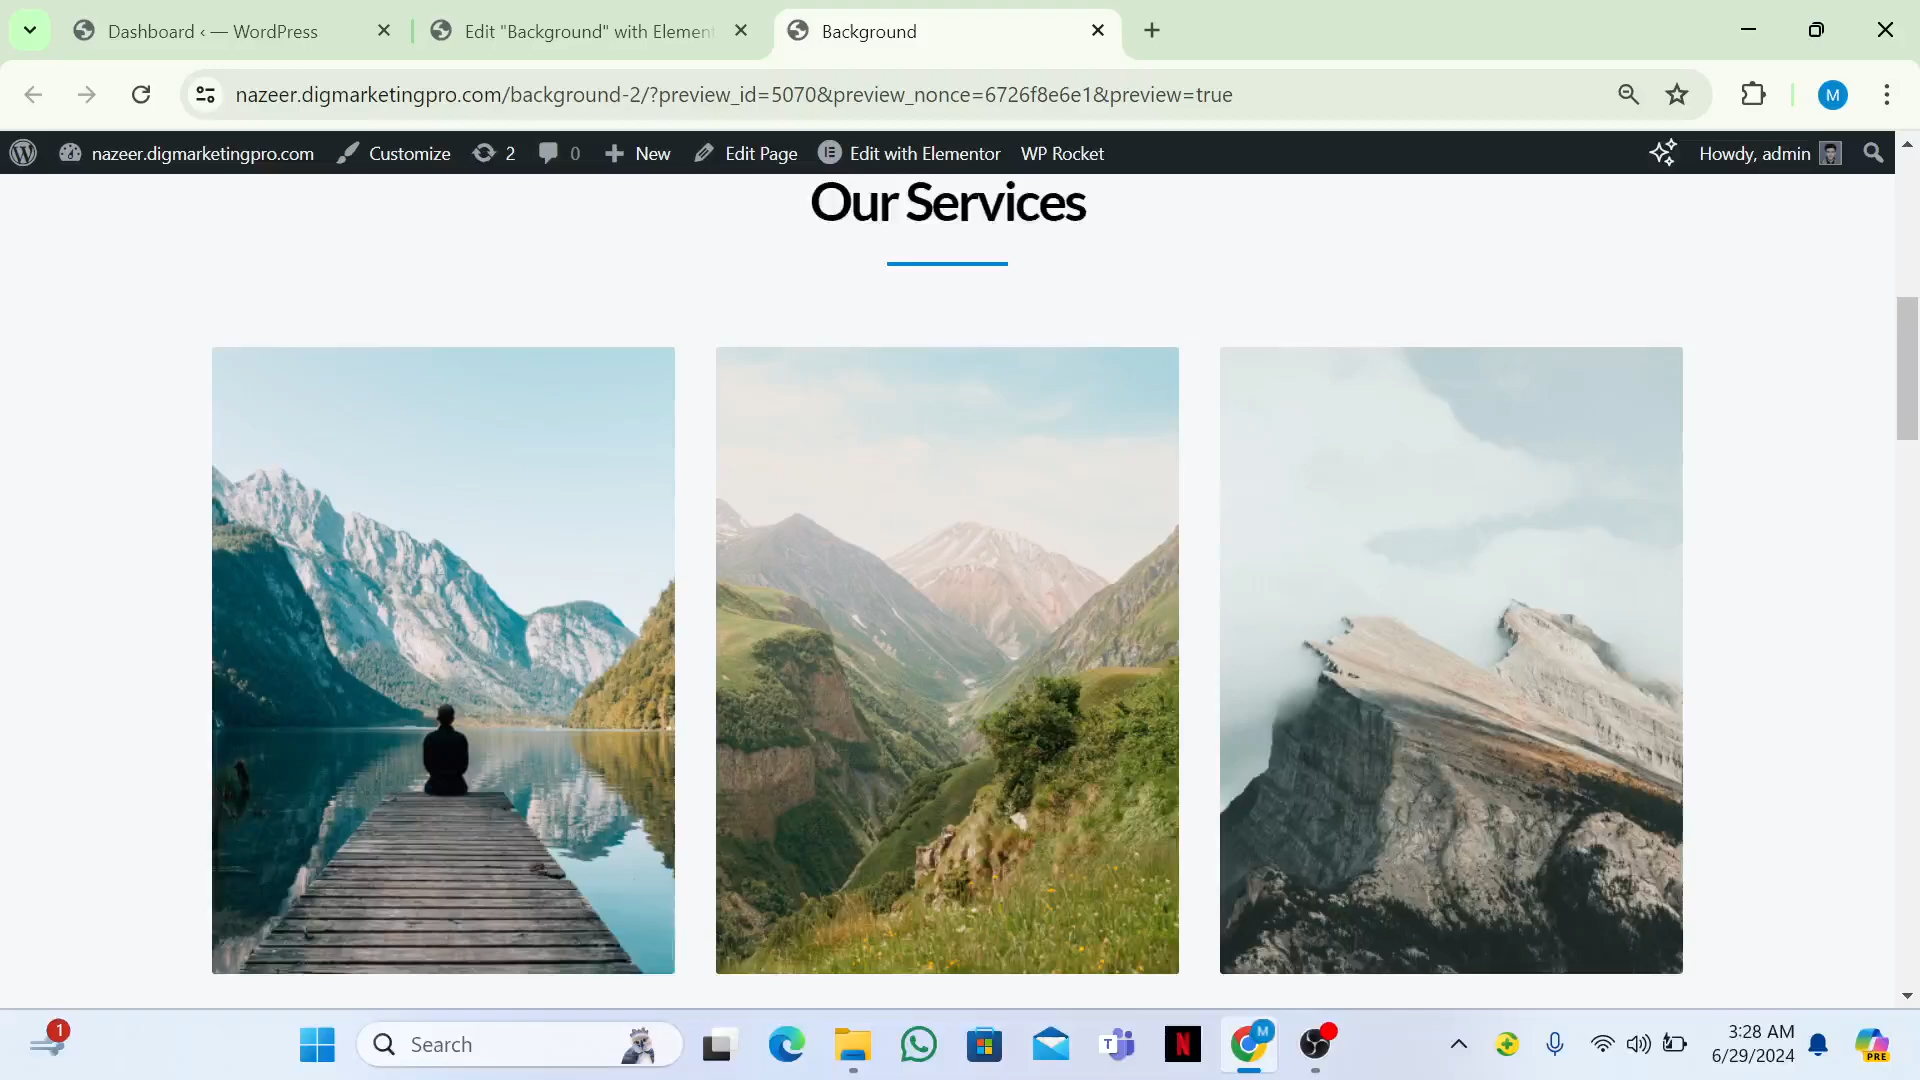 Dashboard ‹ — WordPress
Edit "Background" with Element
Background
nazeer.digmarketingpro.com/background-2/?preview_id=5070&preview_nonce=6726f8e6e1&preview=true
M
nazeer.digmarketingpro.com
Customize
2
0
New
Edit Page
Edit with Elementor
WP Rocket
Howdy, admin
Our Services
1
Search
T
N
M
3:28 AM
6/29/2024
PRE